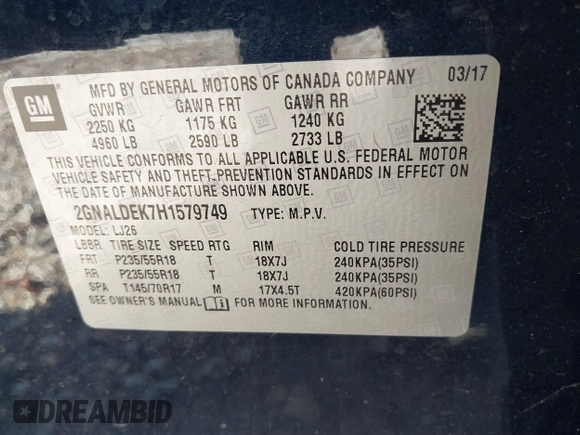 GM
MFD BY GENERAL MOTORS OF CANADA COMPANY 03/17
GVWR GAWR FRT GAWR RR
2250 KG 1175 KG 1240 KG
4960 LB 2590 LB 2733 LB
THIS VEHICLE CONFORMS TO ALL APPLICABLE U.S. FEDERAL MOTOR
VEHICLE SAFETY AND THEFT-PREVENTION STANDARDS IN EFFECT ON
THE DATE OF MANUFACTURE SHOWN ABOVE.
2GNALDEK7H1579749 TYPE: M.P.V.
MODEL: LJ26
LBBR TIRE SIZE SPEED RTG RIM COLD TIRE PRESSURE
FRT P235/55R18 T 18X7J 240KPA(35PSI)
RR P235/55R18 T 18X7J 240KPA(35PSI)
SPA T145/70R17 M 17X4.5T 420KPA(60PSI)
SEE OWNER'S MANUAL FOR MORE INFORMATION.
DREAMBID